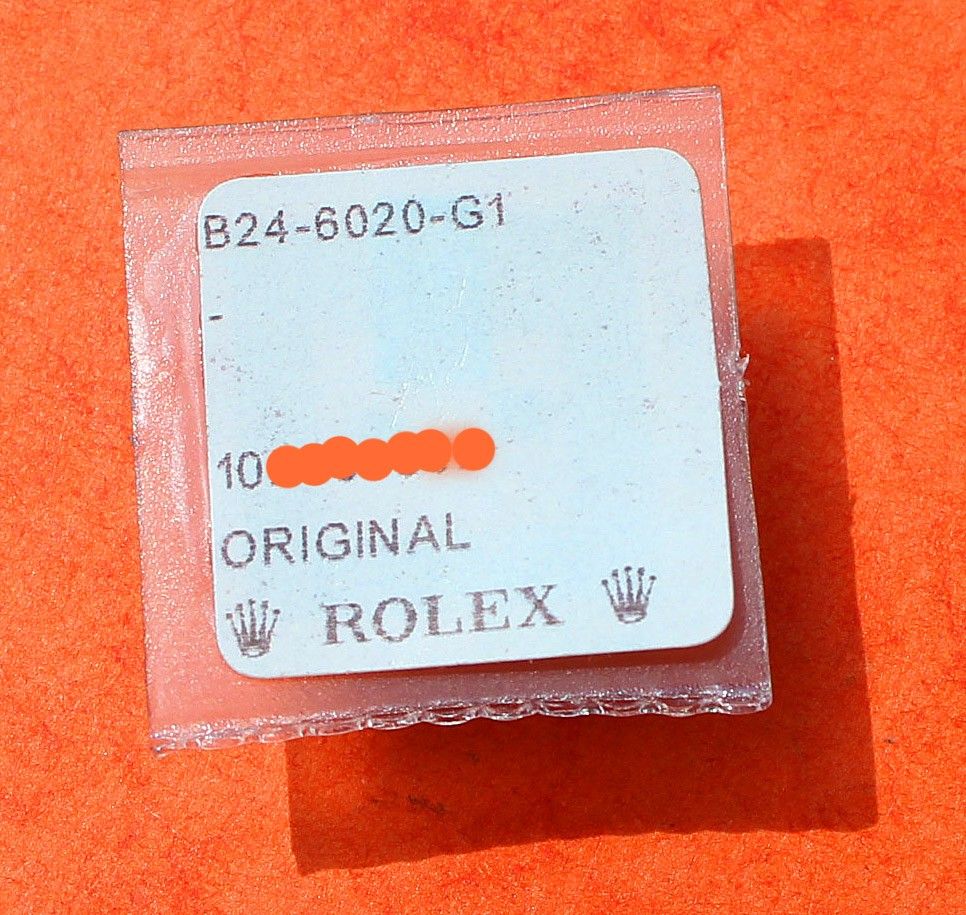 B24-6020-G1
-
10
ORIGINAL
ROLEX